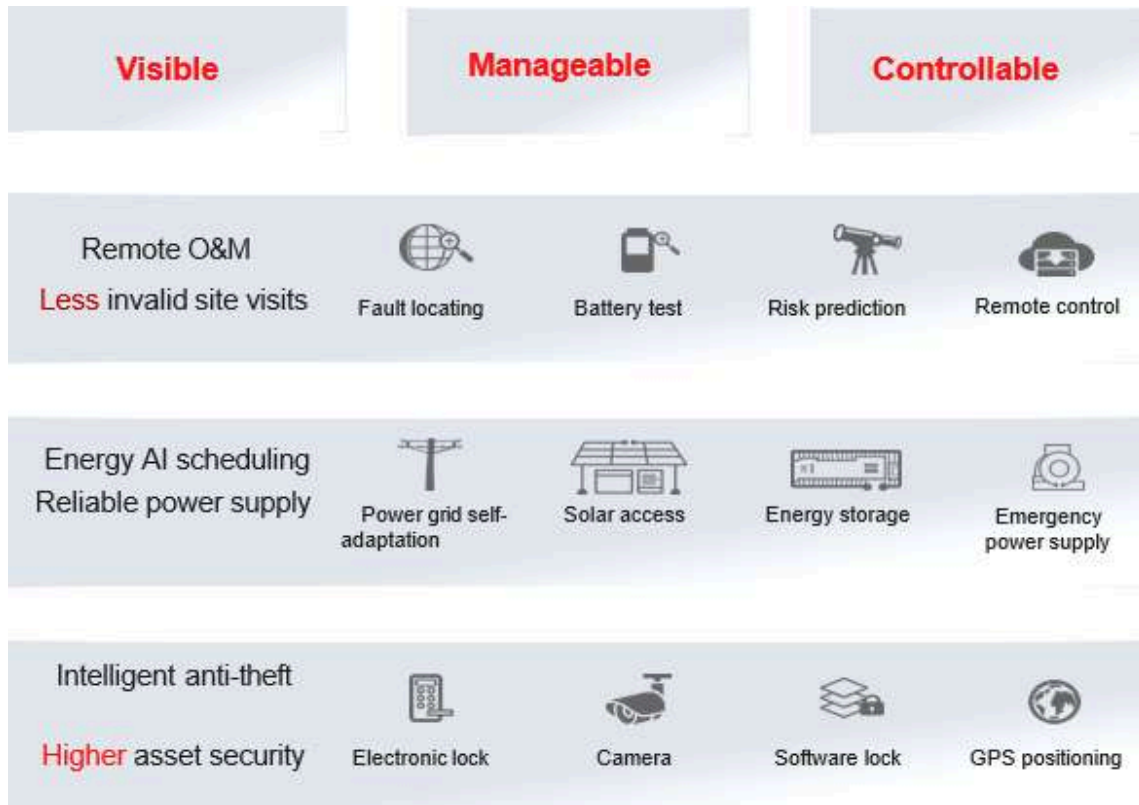 Visible
Manageable
Controllable
Remote O&M
Less invalid site visits
Fault locating
Battery test
Risk prediction
Remote control
Energy AI scheduling
Reliable power supply
Power grid self-
adaptation
Solar access
Energy storage
Emergency
power supply
Intelligent anti-theft
Higher asset security
Electronic lock
Camera
Software lock
GPS positioning